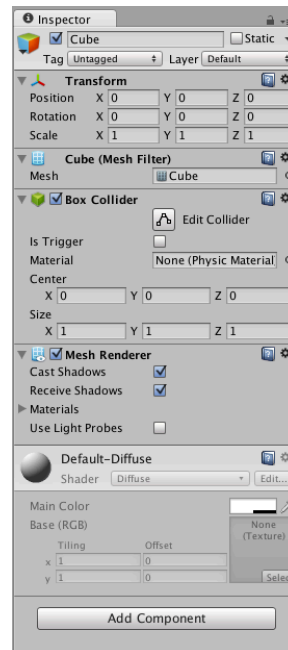 Inspector
Cube Static
Tag Untagged Layer Default
Transform
Position X 0 Y 0 Z 0
Rotation X 0 Y 0 Z 0
Scale X 1 Y 1 Z 1
Cube (Mesh Filter)
Mesh Cube
Box Collider
Edit Collider
Is Trigger
Material None (Physic Material)
Center
X 0 Y 0 Z 0
Size
X 1 Y 1 Z 1
Mesh Renderer
Cast Shadows
Receive Shadows
Materials
Use Light Probes
Default-Diffuse
Shader Diffuse Edit...
Main Color
Base (RGB) None
(Texture)
Tiling Offset
x 1 0
y 1 0 Selec
Add Component